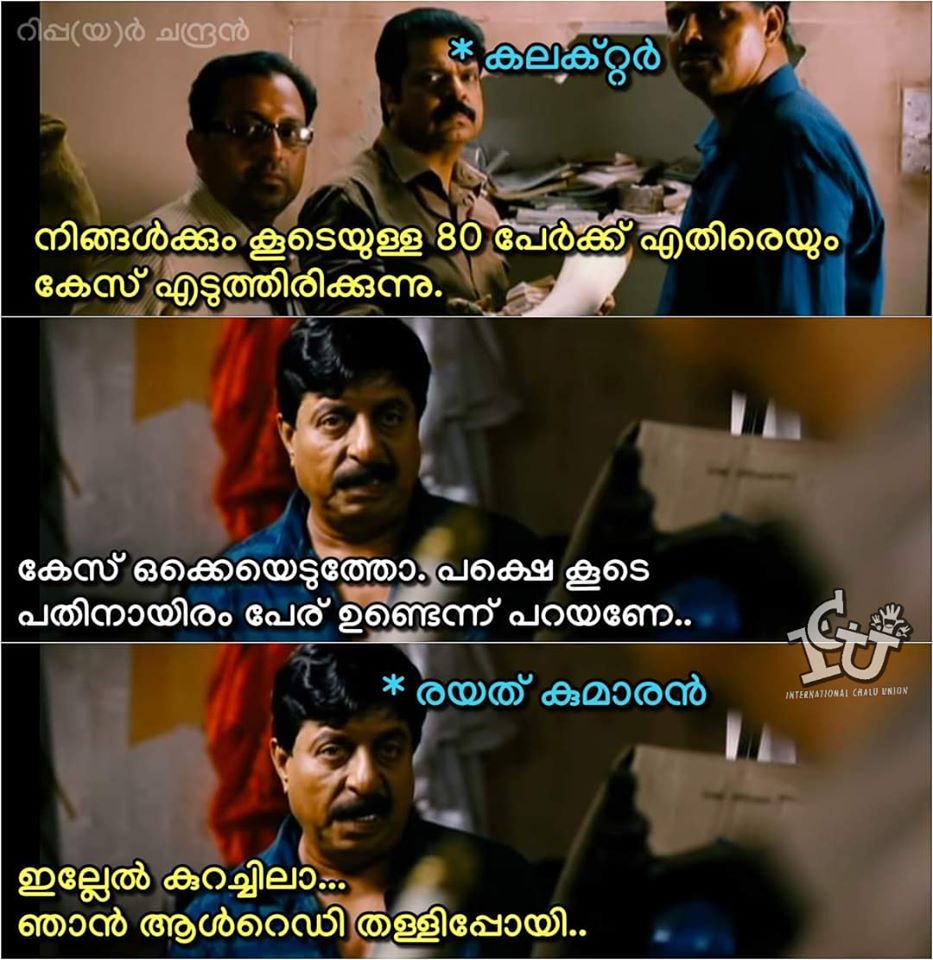 റിപ്പ(യ)ർ ചന്ദ്രൻ
* കലക്റ്റർ
നിങ്ങൾക്കും കൂടെയുള്ള 80 പേർക്ക് എതിരെയും
കേസ് എടുത്തിരിക്കുന്നു.
കേസ് ഒക്കെയെടുത്തോ. പക്ഷെ കൂടെ
പതിനായിരം പേര് ഉണ്ടെന്ന് പറയണേ..
ICU
INTERNATIONAL CHALU UNION
* രയത് കുമാരൻ
ഇല്ലേൽ കുറച്ചിലാ...
ഞാൻ ആൾറെഡി തള്ളിപ്പോയി..